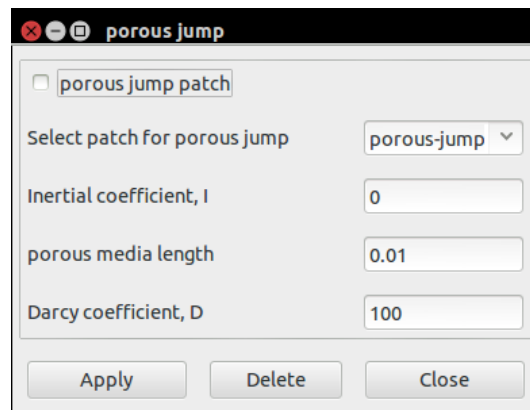 porous jump
porous jump patch
Select patch for porous jump porous-jump
Inertial coefficient, I 0
porous media length 0.01
Darcy coefficient, D 100
Apply Delete Close